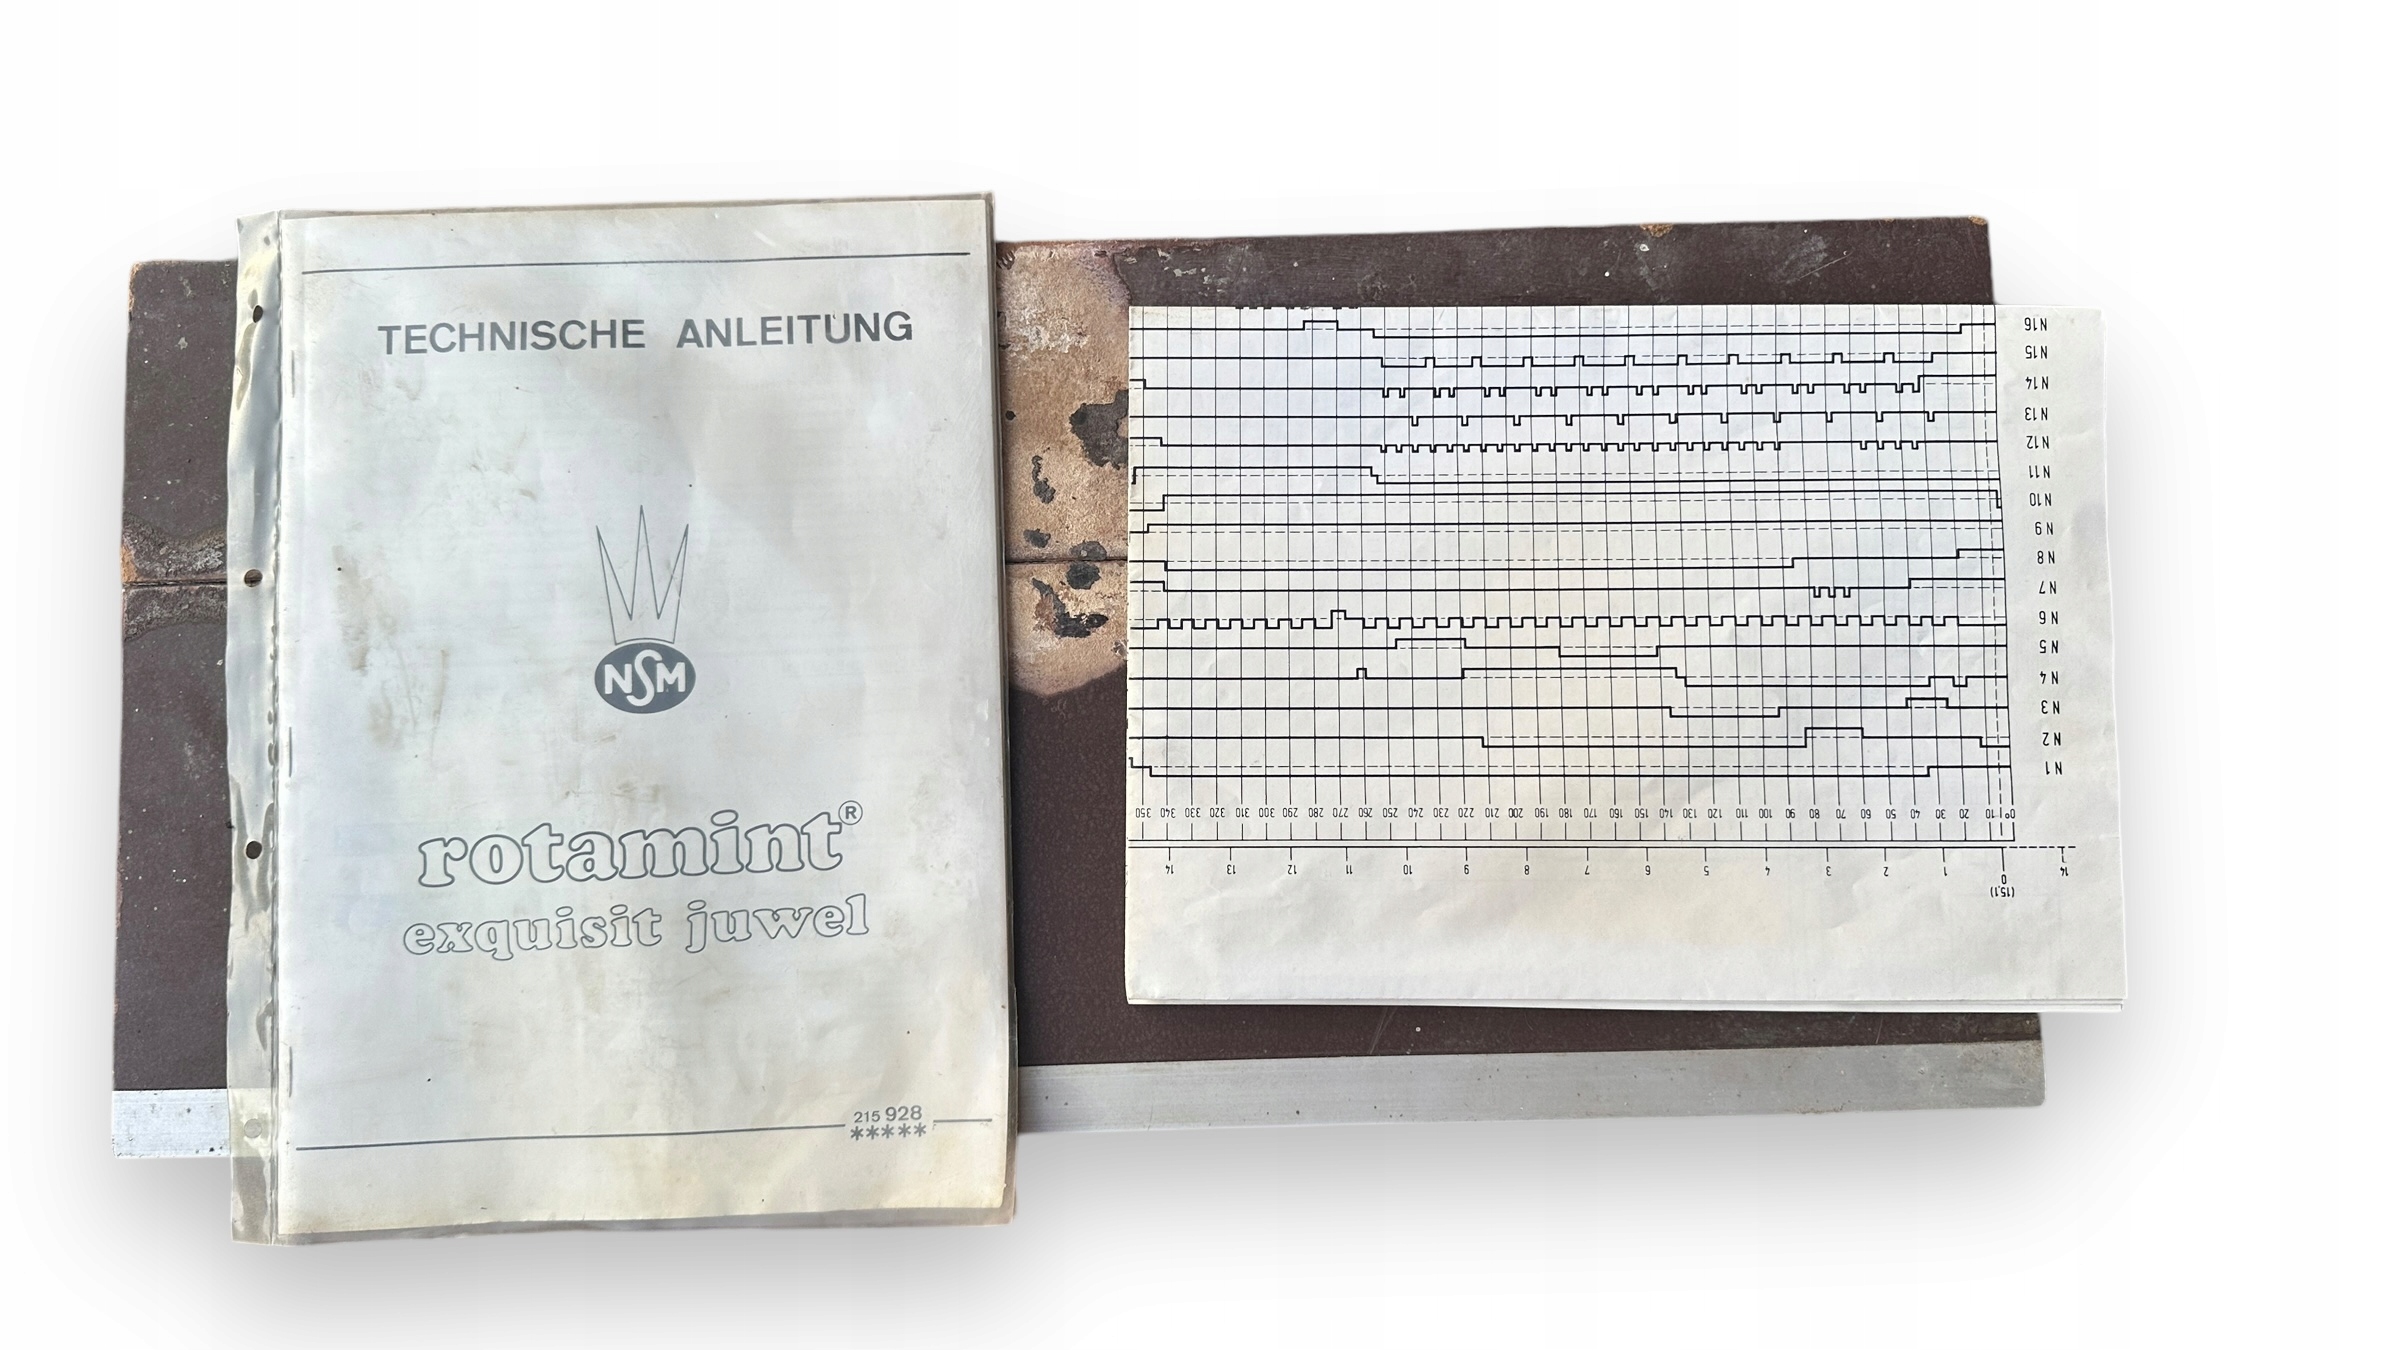 TECHNISCHE ANLEITUNG
NSM
rotamint®
exquisit juwel
215 928
*****
N16
N15
N14
N13
N12
N11
N10
N9
N8
N7
N6
N5
N4
N3
N2
N1
350 340 330 320 310 300 290 280 270 260 250 240 230 220 210 200 190 180 170 160 150 140 130 120 110 100 90 80 70 60 50 40 30 20 10 0°
14 13 12 11 10 9 8 7 6 5 4 3 2 1 0 14
(15,1)